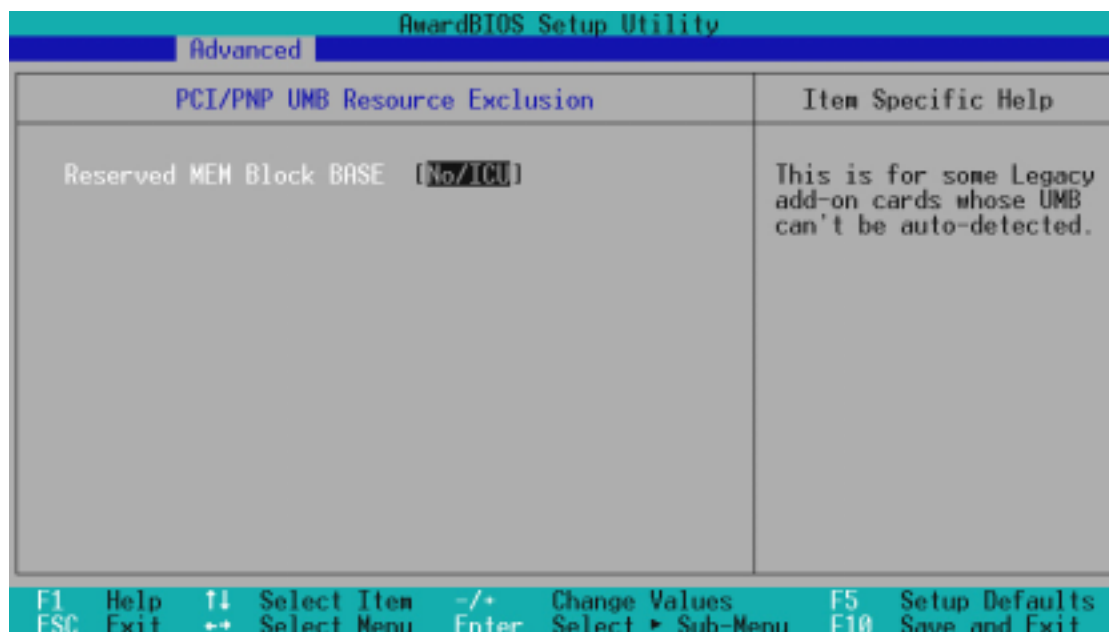 AwardBIOS Setup Utility
Advanced
PCI/PNP UMB Resource Exclusion
Item Specific Help
Reserved MEM Block BASE [No/ICU]
This is for some Legacy
add-on cards whose UMB
can't be auto-detected.
F1 Help ↑↓ Select Item -/+ Change Values F5 Setup Defaults
ESC Exit ←→ Select Menu Enter Select ► Sub-Menu F10 Save and Exit